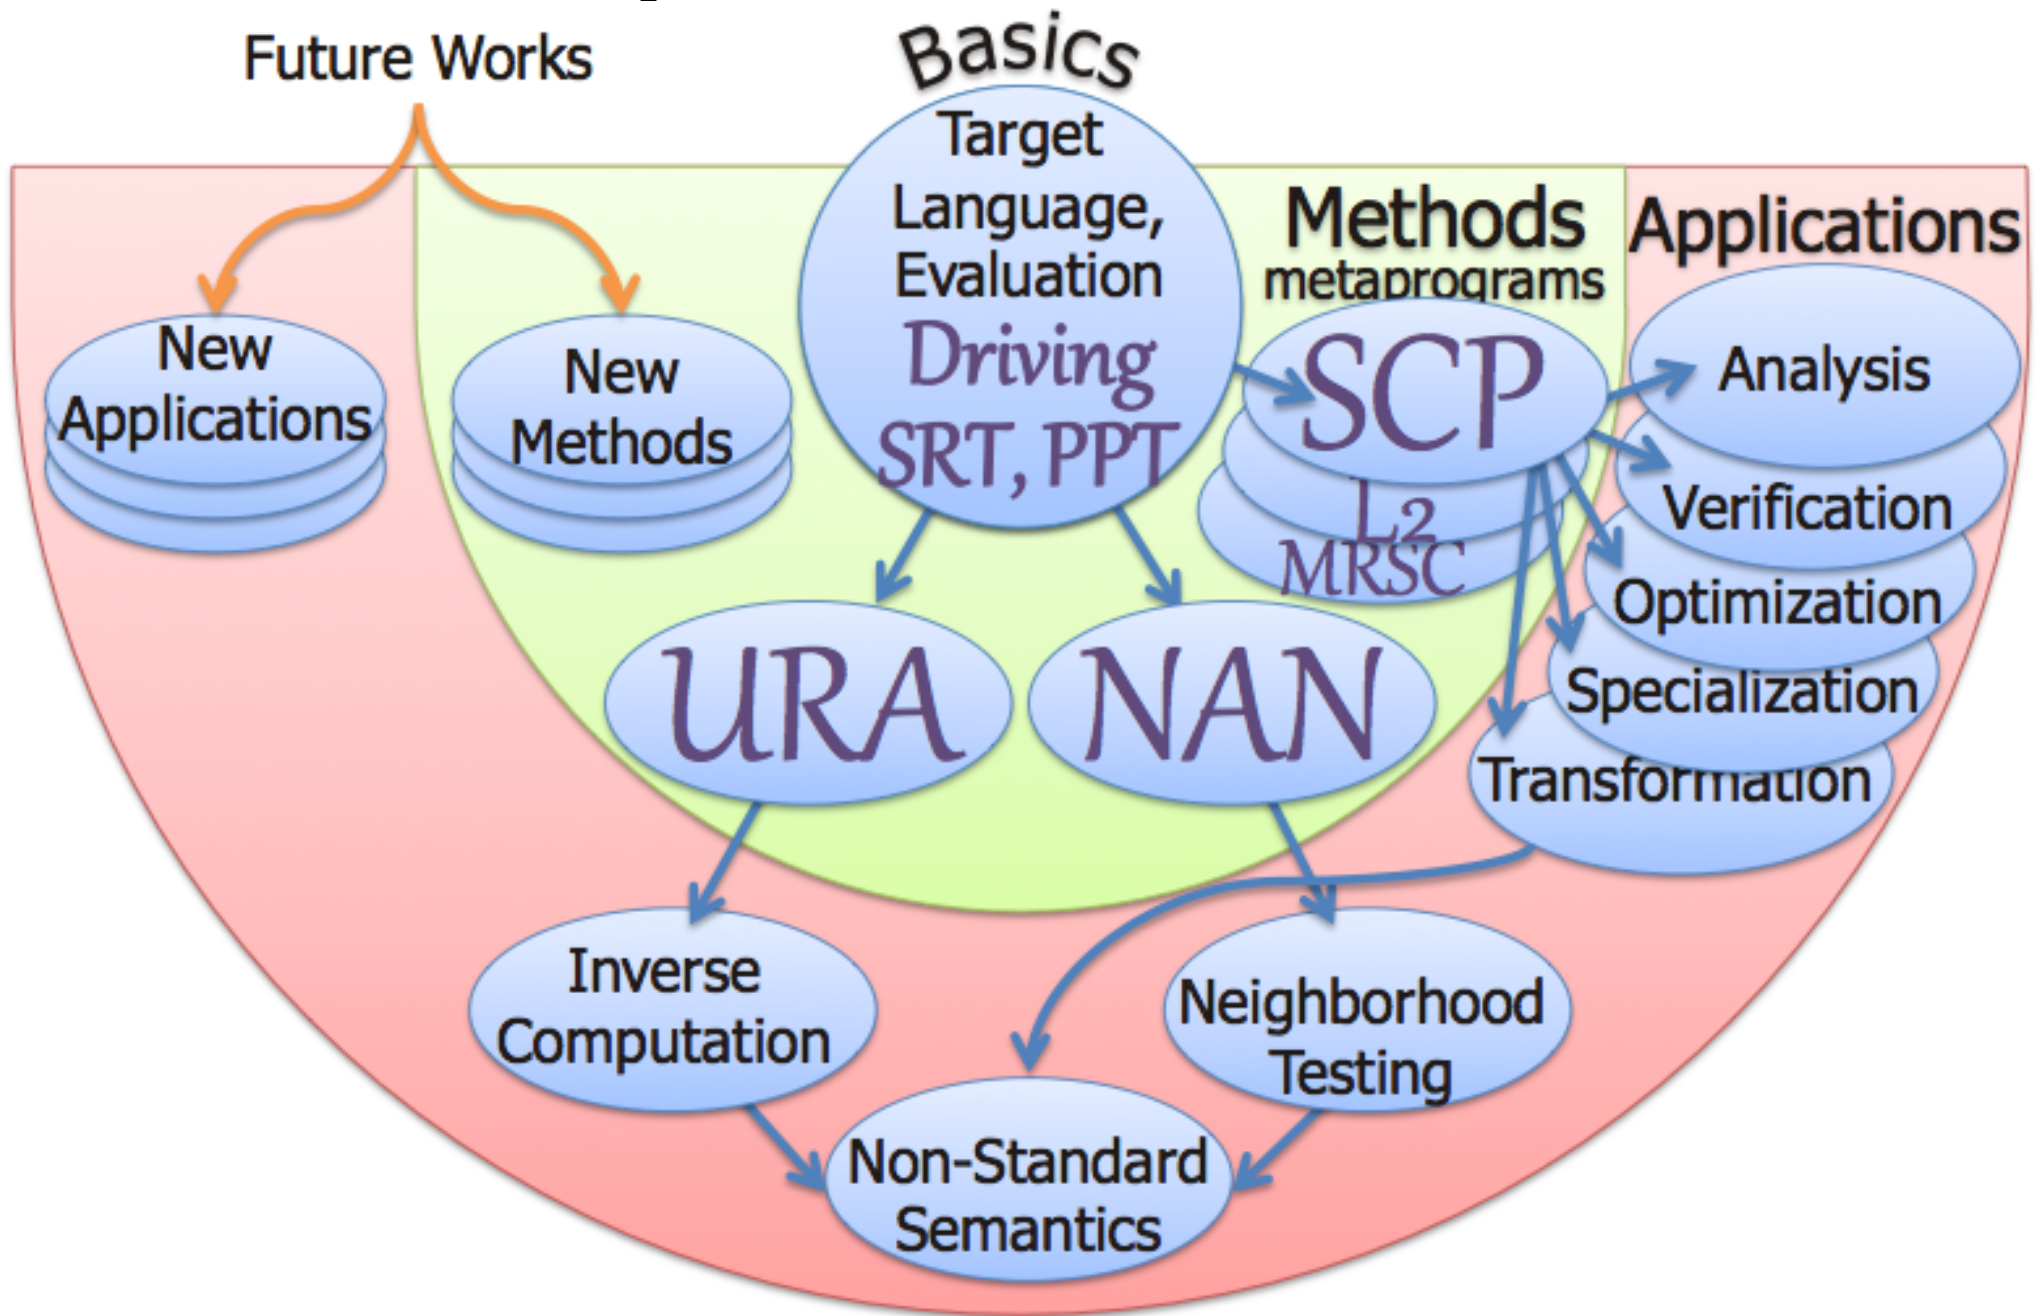 Future Works
Basics
Target
Language,
Evaluation
Driving
SRT, PPT
Methods
metaprograms
Applications
New
Applications
New
Methods
SCP
L2
MRSC
Analysis
Verification
Optimization
Specialization
Transformation
URA
NAN
Inverse
Computation
Neighborhood
Testing
Non-Standard
Semantics